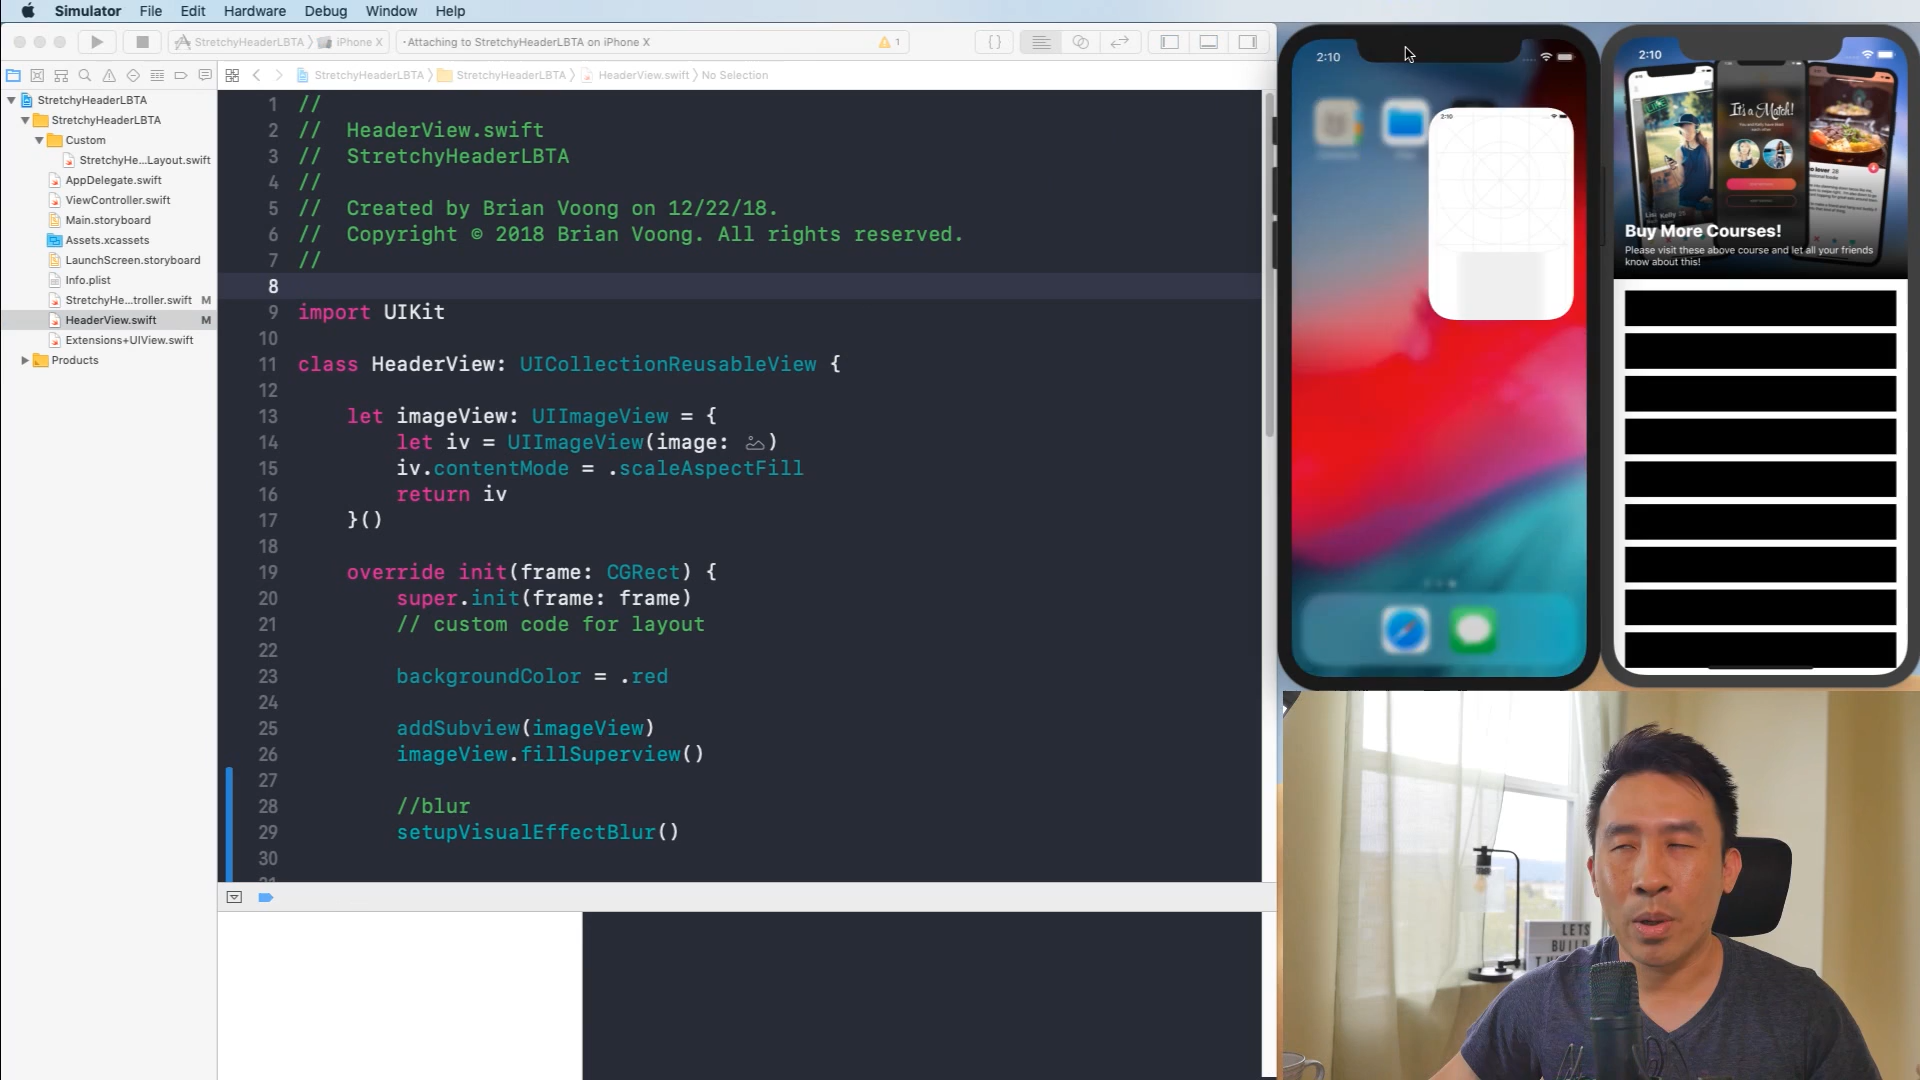 Simulator File Edit Hardware Debug Window Help
StretchyHeaderLBTA iPhone X
Attaching to StretchyHeaderLBTA on iPhone X
1
{}
StretchyHeaderLBTA StretchyHeaderLBTA HeaderView.swift No Selection
StretchyHeaderLBTA
StretchyHeaderLBTA
Custom
StretchyHe...Layout.swift
AppDelegate.swift
ViewController.swift
Main.storyboard
Assets.xcassets
LaunchScreen.storyboard
Info.plist
StretchyHe...troller.swift M
HeaderView.swift M
Extensions+UIView.swift
Products
1 //
2 // HeaderView.swift
3 // StretchyHeaderLBTA
4 //
5 // Created by Brian Voong on 12/22/18.
6 // Copyright © 2018 Brian Voong. All rights reserved.
7 //
8
9 import UIKit
10
11 class HeaderView: UICollectionReusableView {
12
13 let imageView: UIImageView = {
14 let iv = UIImageView(image: )
15 iv.contentMode = .scaleAspectFill
16 return iv
17 }()
18
19 override init(frame: CGRect) {
20 super.init(frame: frame)
21 // custom code for layout
22
23 backgroundColor = .red
24
25 addSubview(imageView)
26 imageView.fillSuperview()
27
28 //blur
29 setupVisualEffectBlur()
30
2:10
2:10
2:10
It's a Match!
Buy More Courses!
Please visit these above course and let all your friends
know about this!
LETS
BUIL